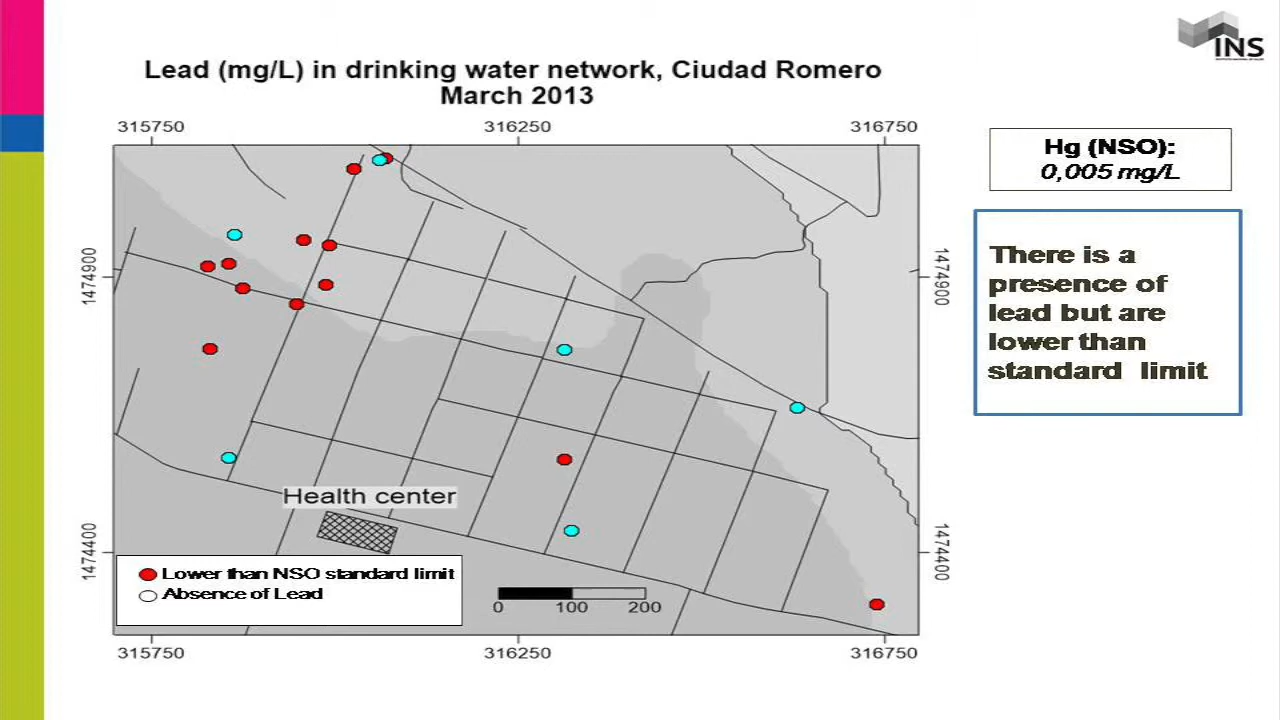 INS
Lead (mg/L) in drinking water network, Ciudad Romero
March 2013
315750 316250 316750
Hg (NSO):
0,005 mg/L
There is a
presence of
lead but are
lower than
standard limit
1474900 1474900
Health center
1474400 1474400
Lower than NSO standard limit
Absence of Lead
0 100 200
315750 316250 316750